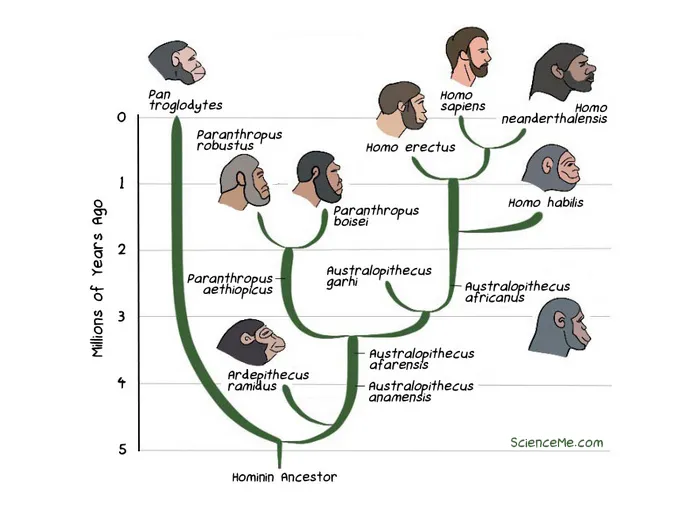 Pan
troglodytes
Homo
sapiens
Homo
neanderthalensis
0
Paranthropus
robustus
Homo erectus
1
Homo habilis
Paranthropus
boisei
Millions of Years Ago
2
Australopithecus
garhi
Paranthropus
aethiopicus
Australopithecus
africanus
3
Australopithecus
afarensis
Ardepithecus
ramidus
4
Australopithecus
anamensis
ScienceMe.com
5
Hominin Ancestor